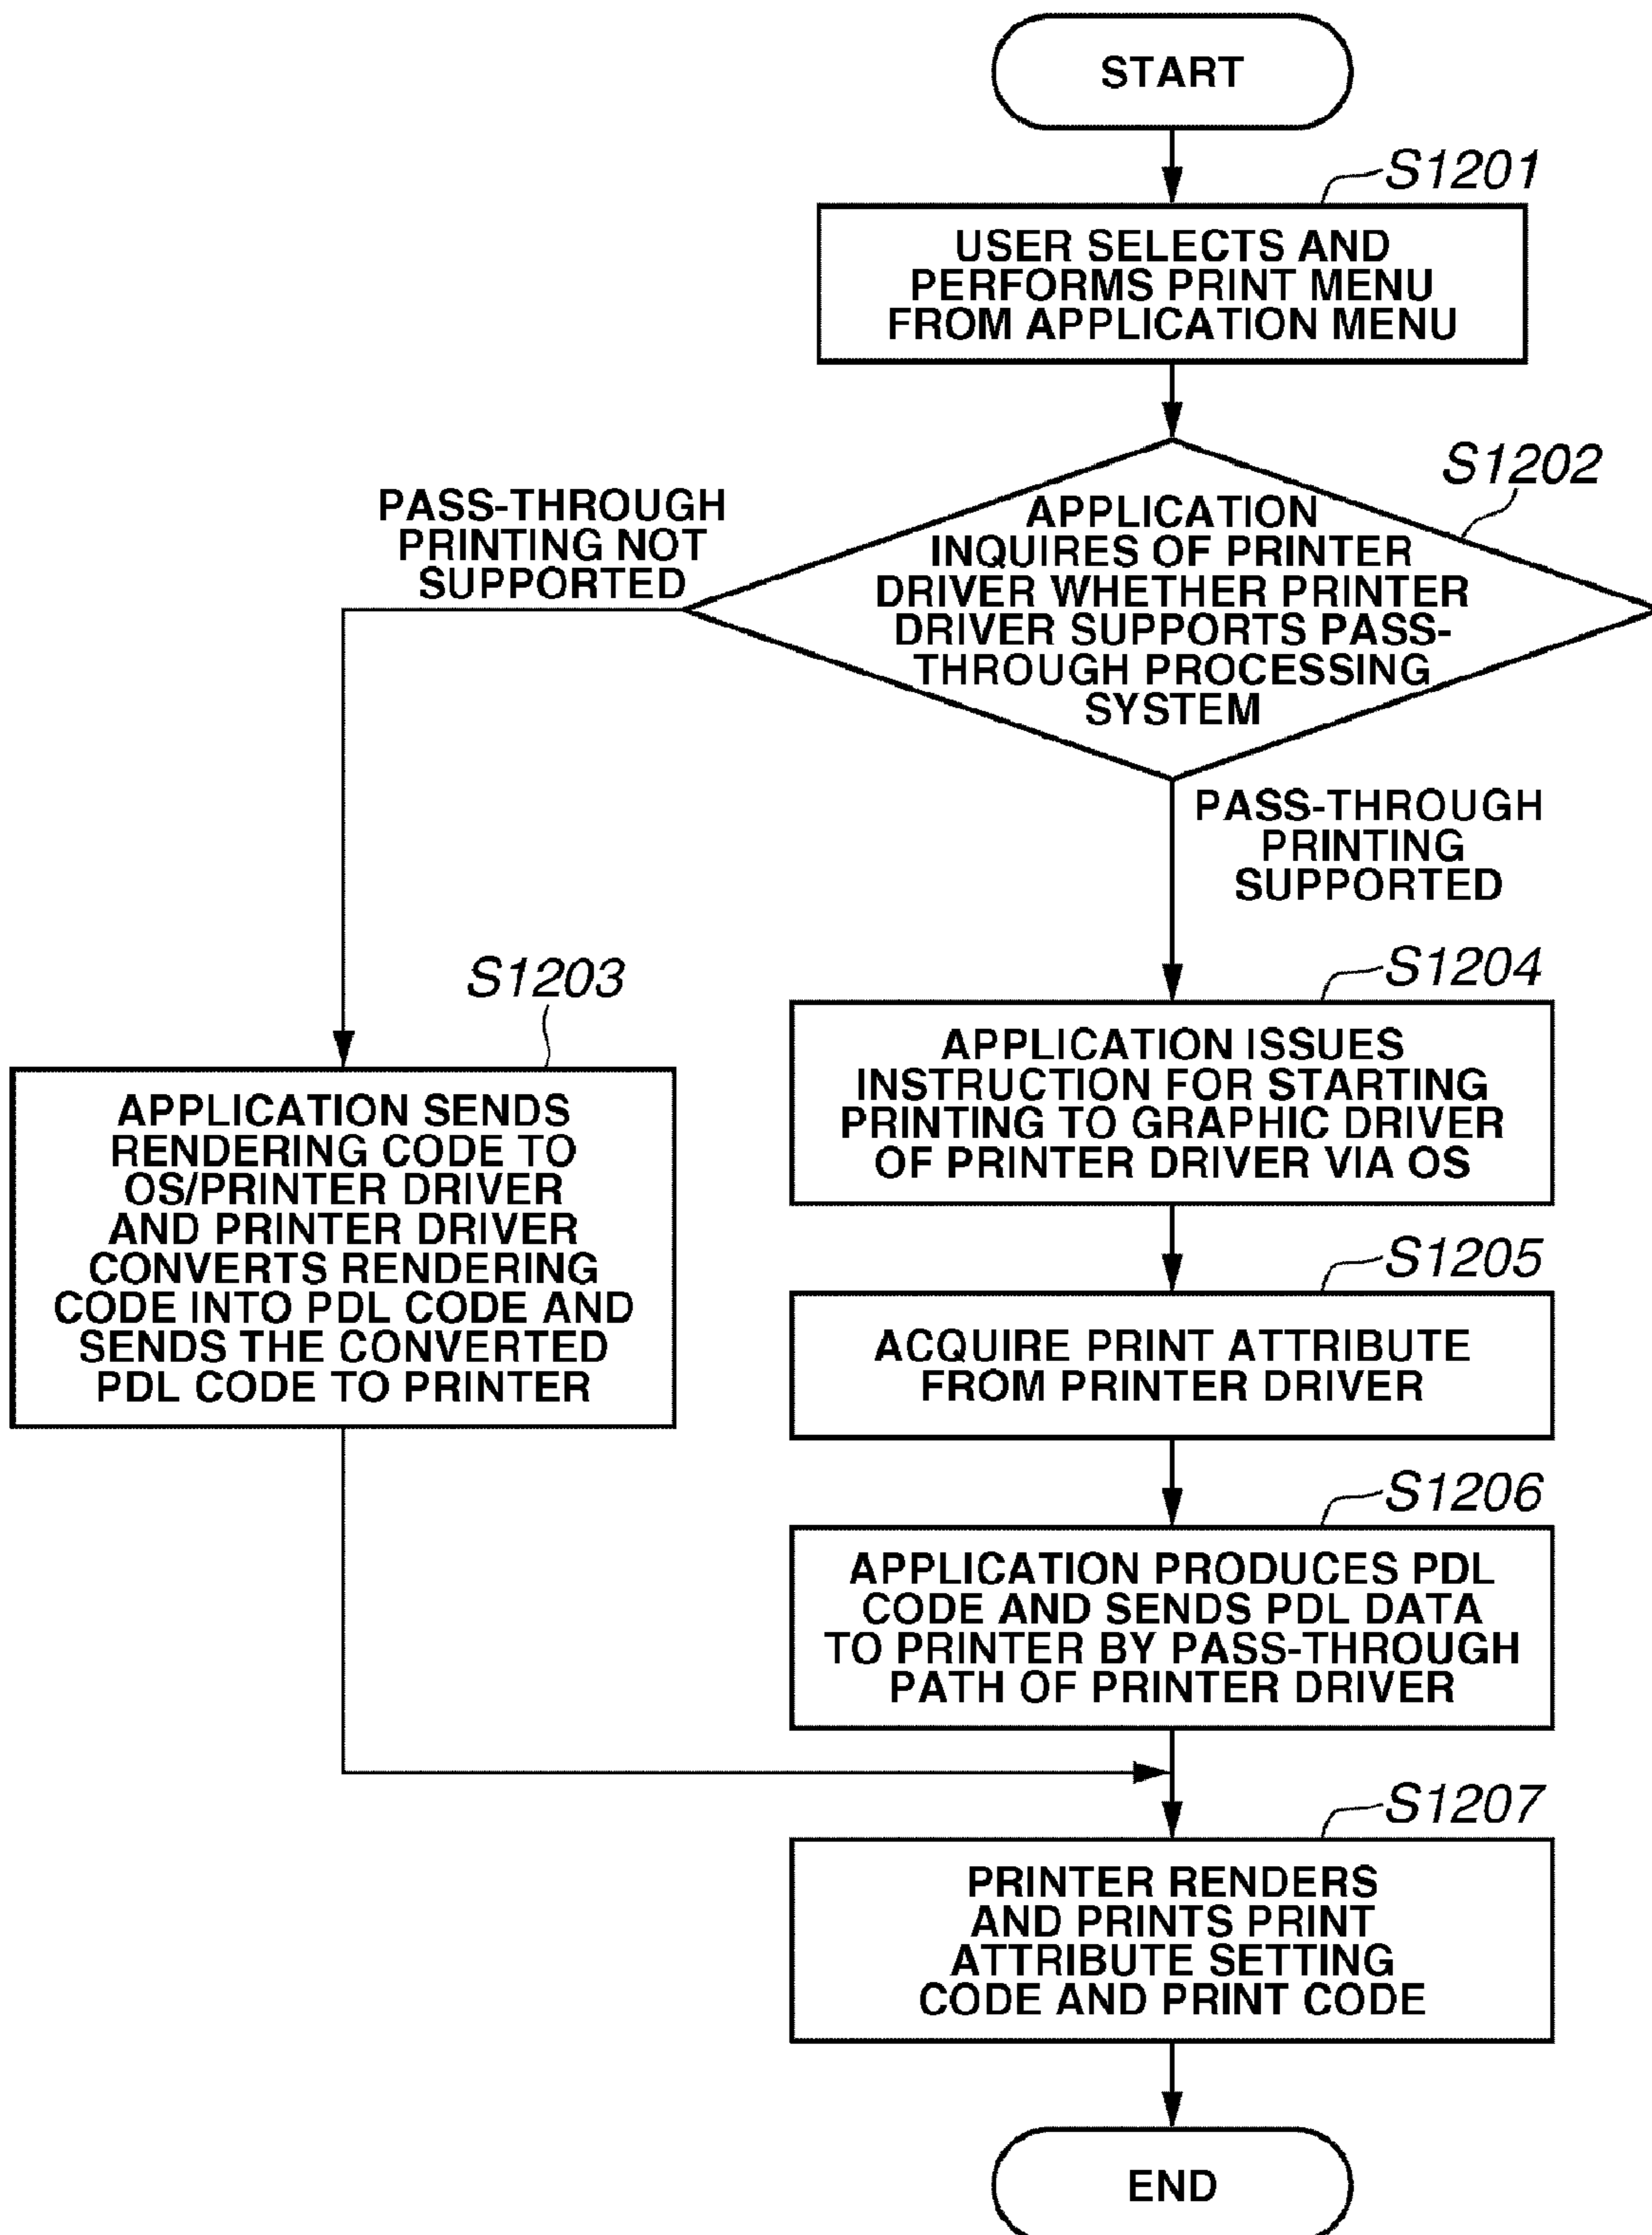 START
S1201
USER SELECTS AND
PERFORMS PRINT MENU
FROM APPLICATION MENU
S1202
APPLICATION
INQUIRES OF PRINTER
DRIVER WHETHER PRINTER
DRIVER SUPPORTS PASS-
THROUGH PROCESSING
SYSTEM
PASS-THROUGH
PRINTING NOT
SUPPORTED
PASS-THROUGH
PRINTING
SUPPORTED
S1203
APPLICATION SENDS
RENDERING CODE TO
OS/PRINTER DRIVER
AND PRINTER DRIVER
CONVERTS RENDERING
CODE INTO PDL CODE AND
SENDS THE CONVERTED
PDL CODE TO PRINTER
S1204
APPLICATION ISSUES
INSTRUCTION FOR STARTING
PRINTING TO GRAPHIC DRIVER
OF PRINTER DRIVER VIA OS
S1205
ACQUIRE PRINT ATTRIBUTE
FROM PRINTER DRIVER
S1206
APPLICATION PRODUCES PDL
CODE AND SENDS PDL DATA
TO PRINTER BY PASS-THROUGH
PATH OF PRINTER DRIVER
S1207
PRINTER RENDERS
AND PRINTS PRINT
ATTRIBUTE SETTING
CODE AND PRINT CODE
END